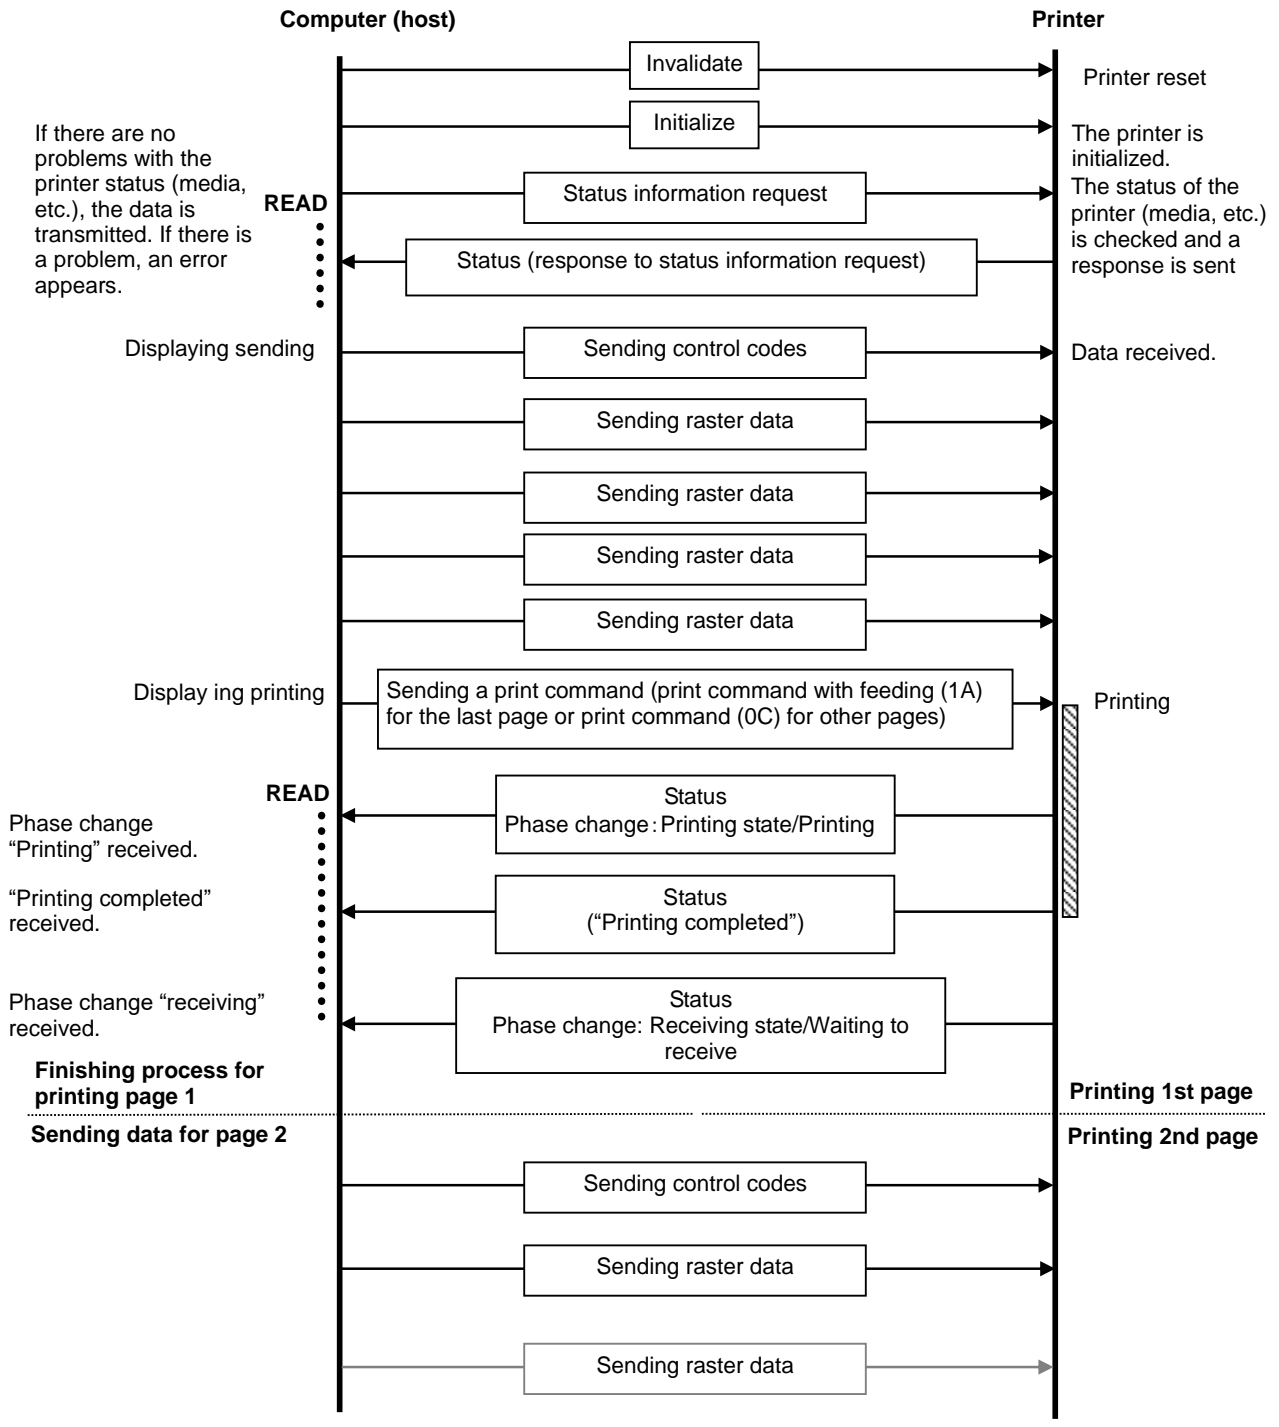 Computer (host)
Printer
Invalidate
Printer reset
Initialize
If there are no
problems with the
printer status (media,
etc.), the data is
transmitted. If there is
a problem, an error
appears.
The printer is
initialized.
The status of the
printer (media, etc.)
is checked and a
response is sent
READ
Status information request
Status (response to status information request)
Displaying sending
Sending control codes
Data received.
Sending raster data
Sending raster data
Sending raster data
Sending raster data
Display ing printing
Sending a print command (print command with feeding (1A)
for the last page or print command (0C) for other pages)
Printing
READ
Status
Phase change：Printing state/Printing
Phase change
“Printing” received.
“Printing completed”
received.
Status
(“Printing completed”)
Phase change “receiving”
received.
Status
Phase change: Receiving state/Waiting to
receive
Finishing process for
printing page 1
Printing 1st page
Sending data for page 2
Printing 2nd page
Sending control codes
Sending raster data
Sending raster data